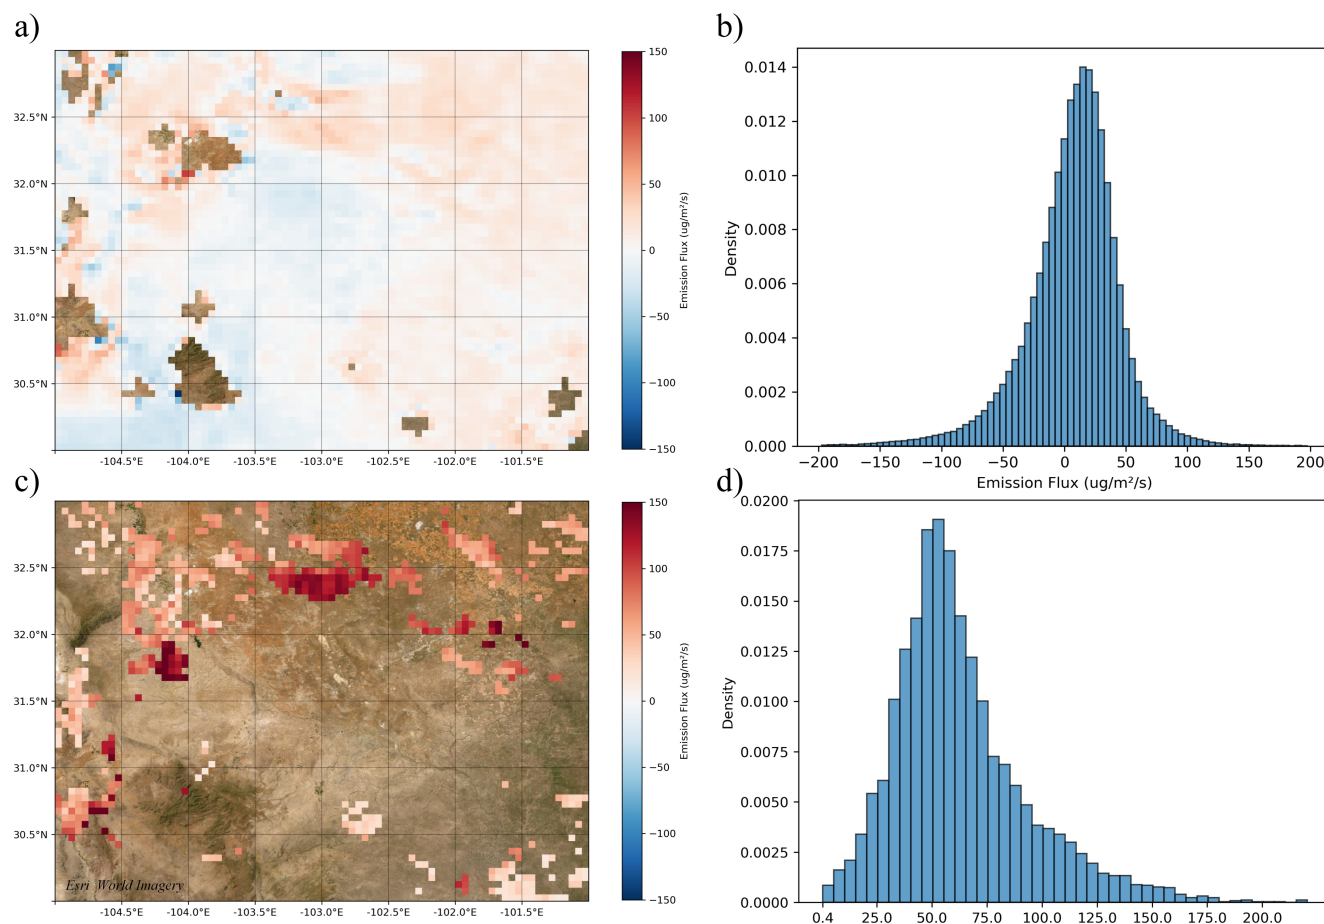 a)
32.5°N
32.0°N
31.5°N
31.0°N
30.5°N
-104.5°E -104.0°E -103.5°E -103.0°E -102.5°E -102.0°E -101.5°E
150
100
50
0
−50
−100
−150
Emission Flux (ug/m²/s)
b)
0.014
0.012
0.010
0.008
0.006
0.004
0.002
0.000
Density
−200 −150 −100 −50 0 50 100 150 200
Emission Flux (ug/m²/s)
c)
32.5°N
32.0°N
31.5°N
31.0°N
30.5°N
Esri World Imagery
-104.5°E -104.0°E -103.5°E -103.0°E -102.5°E -102.0°E -101.5°E
150
100
50
0
−50
−100
−150
Emission Flux (ug/m²/s)
d)
0.0200
0.0175
0.0150
0.0125
0.0100
0.0075
0.0050
0.0025
0.0000
Density
0.4 25.0 50.0 75.0 100.0 125.0 150.0 175.0 200.0